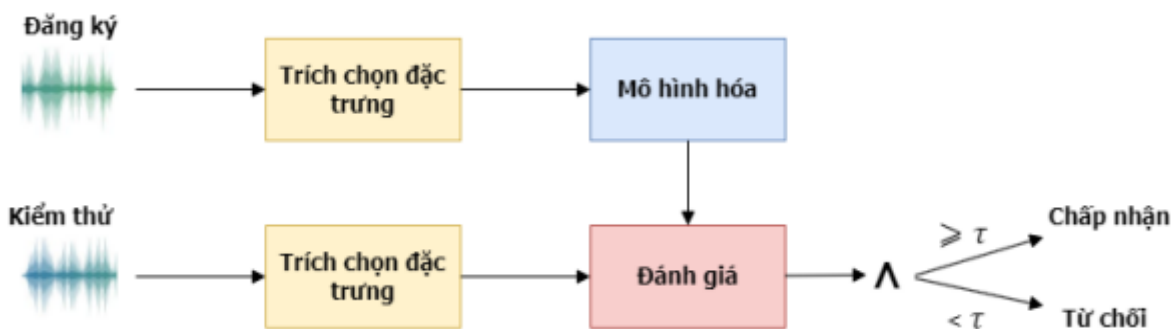 Đăng ký
Trích chọn đặc
trưng
Mô hình hóa
Kiểm thử
Trích chọn đặc
trưng
Đánh giá
Λ
⩾ τ
Chấp nhận
< τ
Từ chối